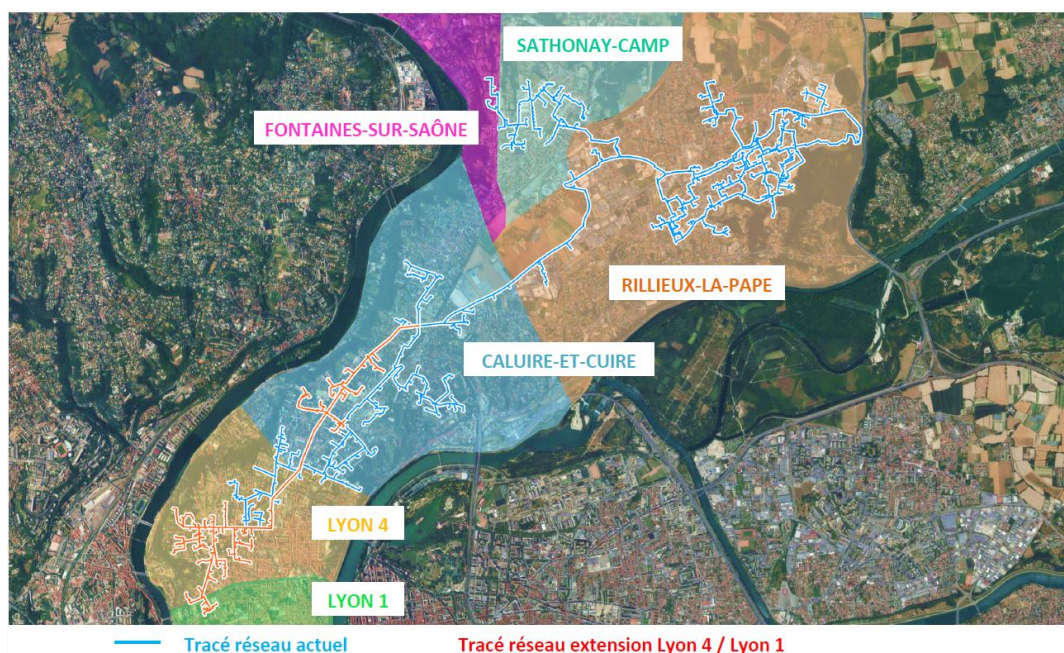 SATHONAY-CAMP
FONTAINES-SUR-SAÔNE
RILLIEUX-LA-PAPE
CALUIRE-ET-CUIRE
LYON 4
LYON 1
Tracé réseau actuel
Tracé réseau extension Lyon 4 / Lyon 1